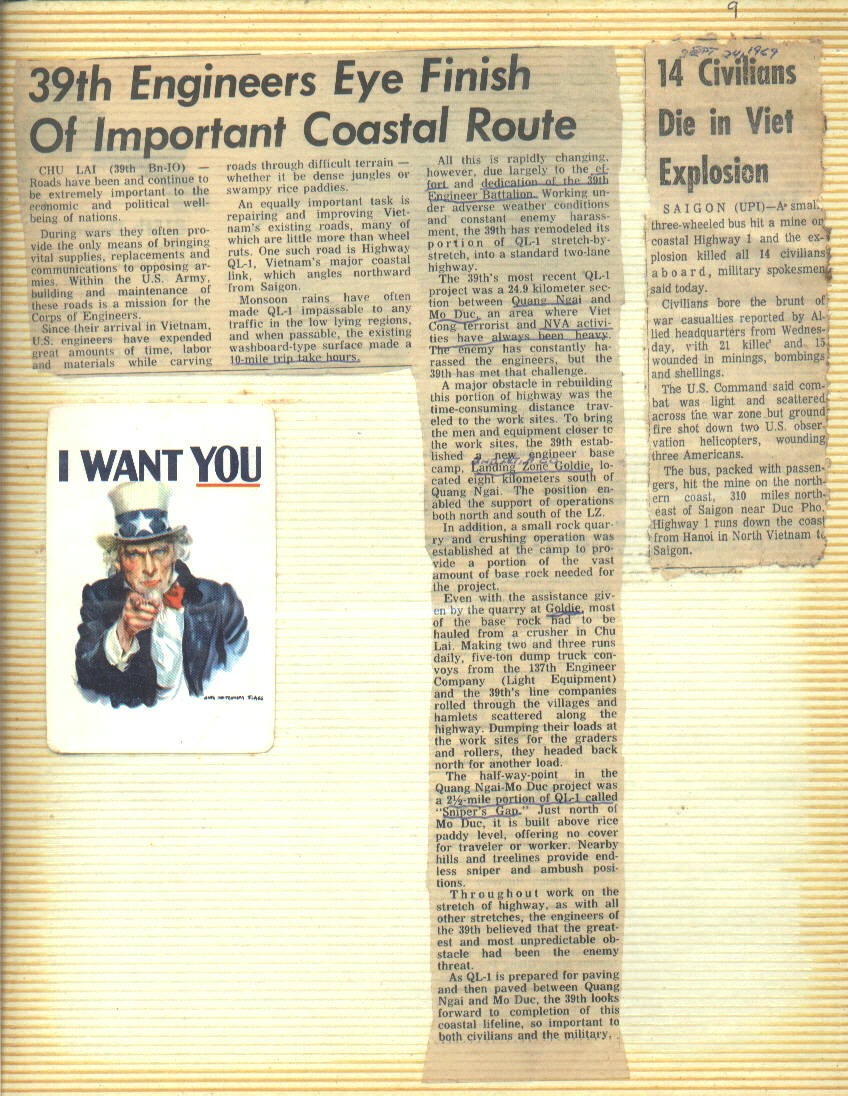 9
39th Engineers Eye Finish
Of Important Coastal Route
CHU LAI (39th Bn-IO) —
Roads have been and continue to
be extremely important to the
economic and political well-
being of nations.
During wars they often pro-
vide the only means of bringing
vital supplies, replacements and
communications to opposing ar-
mies. Within the U.S. Army,
building and maintenance of
these roads is a mission for the
Corps of Engineers.
Since their arrival in Vietnam,
U.S. engineers have expended
great amounts of time, labor
and materials while carving
roads through difficult terrain —
whether it be dense jungles or
swampy rice paddies.
An equally important task is
repairing and improving Viet-
nam's existing roads, many of
which are little more than wheel
ruts. One such road is Highway
QL-1, Vietnam's major coastal
link, which angles northward
from Saigon.
Monsoon rains have often
made QL-1 impassable to any
traffic in the low lying regions,
and when passable, the existing
washboard-type surface made a
10-mile trip take hours.
All this is rapidly changing,
however, due largely to the ef-
fort and dedication of the 39th
Engineer Battalion. Working un-
der adverse weather conditions
and constant enemy harass-
ment, the 39th has remodeled its
portion of QL-1 stretch-by-
stretch, into a standard two-lane
highway.
The 39th's most recent QL-1
project was a 24.9 kilometer sec-
tion between Quang Ngai and
Mo Duc, an area where Viet
Cong terrorist and NVA activi-
ties have always been heavy.
The enemy has constantly ha-
rassed the engineers, but the
39th has met that challenge.
A major obstacle in rebuilding
this portion of highway was the
time-consuming distance trav-
eled to the work sites. To bring
the men and equipment closer to
the work sites, the 39th estab-
lished a new engineer base
camp, Landing Zone Goldie, lo-
cated eight kilometers south of
Quang Ngai. The position en-
abled the support of operations
both north and south of the LZ.
In addition, a small rock quar-
ry and crushing operation was
established at the camp to pro-
vide a portion of the vast
amount of base rock needed for
the project.
Even with the assistance giv-
en by the quarry at Goldie, most
of the base rock had to be
hauled from a crusher in Chu
Lai. Making two and three runs
daily, five-ton dump truck con-
voys from the 137th Engineer
Company (Light Equipment)
and the 39th's line companies
rolled through the villages and
hamlets scattered along the
highway. Dumping their loads at
the work sites for the graders
and rollers, they headed back
north for another load.
The half-way-point in the
Quang Ngai-Mo Duc project was
a 2½-mile portion of QL-1 called
"Sniper's Gap." Just north of
Mo Duc, it is built above rice
paddy level, offering no cover
for traveler or worker. Nearby
hills and treelines provide end-
less sniper and ambush posi-
tions.
Throughout work on the
stretch of highway, as with all
other stretches, the engineers of
the 39th believed that the great-
est and most unpredictable ob-
stacle had been the enemy
threat.
As QL-1 is prepared for paving
and then paved between Quang
Ngai and Mo Duc, the 39th looks
forward to completion of this
coastal lifeline, so important to
both civilians and the military.
SEPT 24, 1969
14 Civilians
Die in Viet
Explosion
SAIGON (UPI)—A small,
three-wheeled bus hit a mine on
coastal Highway 1 and the ex-
plosion killed all 14 civilians
aboard, military spokesmen
said today.
Civilians bore the brunt of
war casualties reported by Al-
lied headquarters from Wednes-
day, with 21 killed and 15
wounded in minings, bombings
and shellings.
The U.S. Command said com-
bat was light and scattered
across the war zone but ground
fire shot down two U.S. obser-
vation helicopters, wounding
three Americans.
The bus, packed with passen-
gers, hit the mine on the north-
ern coast, 310 miles north-
east of Saigon near Duc Pho.
Highway 1 runs down the coast
from Hanoi in North Vietnam to
Saigon.
I WANT YOU
JAMES MONTGOMERY FLAGG